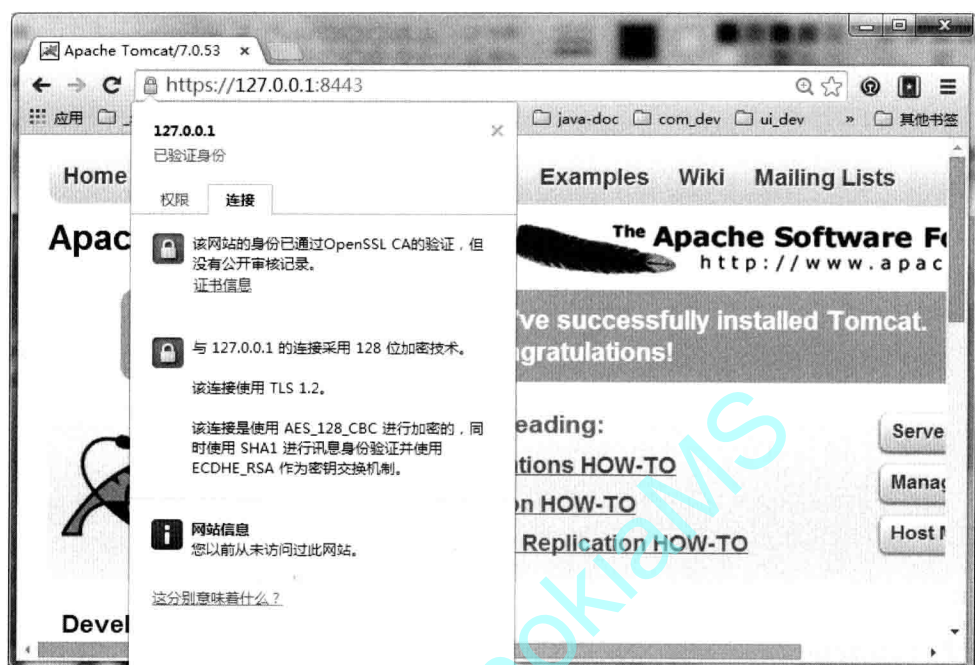 Apache Tomcat/7.0.53
https://127.0.0.1:8443
应用
java-doc
com_dev
ui_dev
»
其他书签
127.0.0.1
已验证身份
权限
连接
该网站的身份已通过OpenSSL CA的验证，但
没有公开审核记录。
证书信息
与 127.0.0.1 的连接采用 128 位加密技术。
该连接使用 TLS 1.2。
该连接是使用 AES_128_CBC 进行加密的，同
时使用 SHA1 进行讯息身份验证并使用
ECDHE_RSA 作为密钥交换机制。
网站信息
您以前从未访问过此网站。
这分别意味着什么？
Home
Examples Wiki Mailing Lists
Apac
The Apache Software Fo
http://www.apac
've successfully installed Tomcat.
ngratulations!
eading:
tions HOW-TO
on HOW-TO
Replication HOW-TO
Serve
Manag
Host M
Devel
ookiaMS